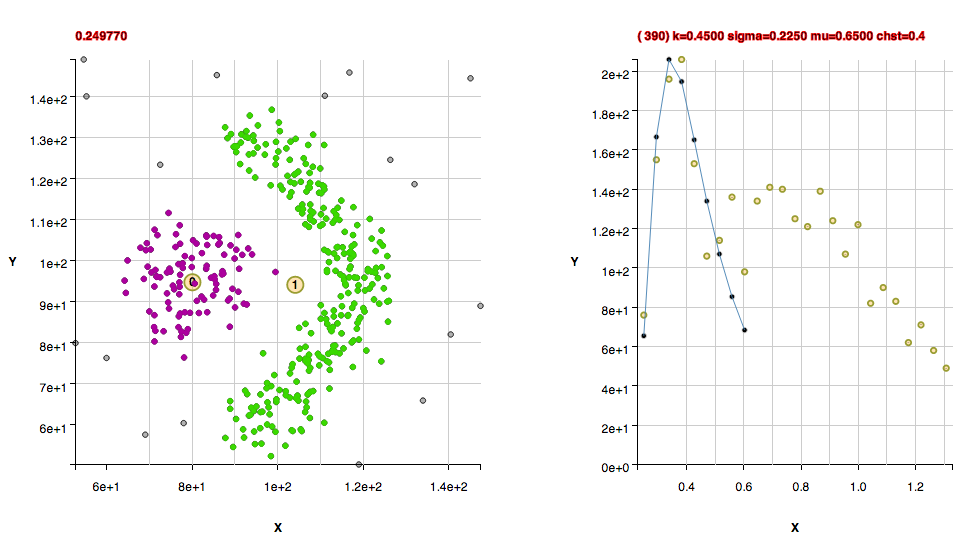 0.249770
1.4e+2
1.3e+2
1.2e+2
1.1e+2
1e+2
9e+1
8e+1
7e+1
6e+1
Y
0
1
6e+1 8e+1 1e+2 1.2e+2 1.4e+2
X
( 390) k=0.4500 sigma=0.2250 mu=0.6500 chst=0.4
2e+2
1.8e+2
1.6e+2
1.4e+2
1.2e+2
1e+2
8e+1
6e+1
4e+1
2e+1
0e+0
Y
0.4 0.6 0.8 1.0 1.2
X